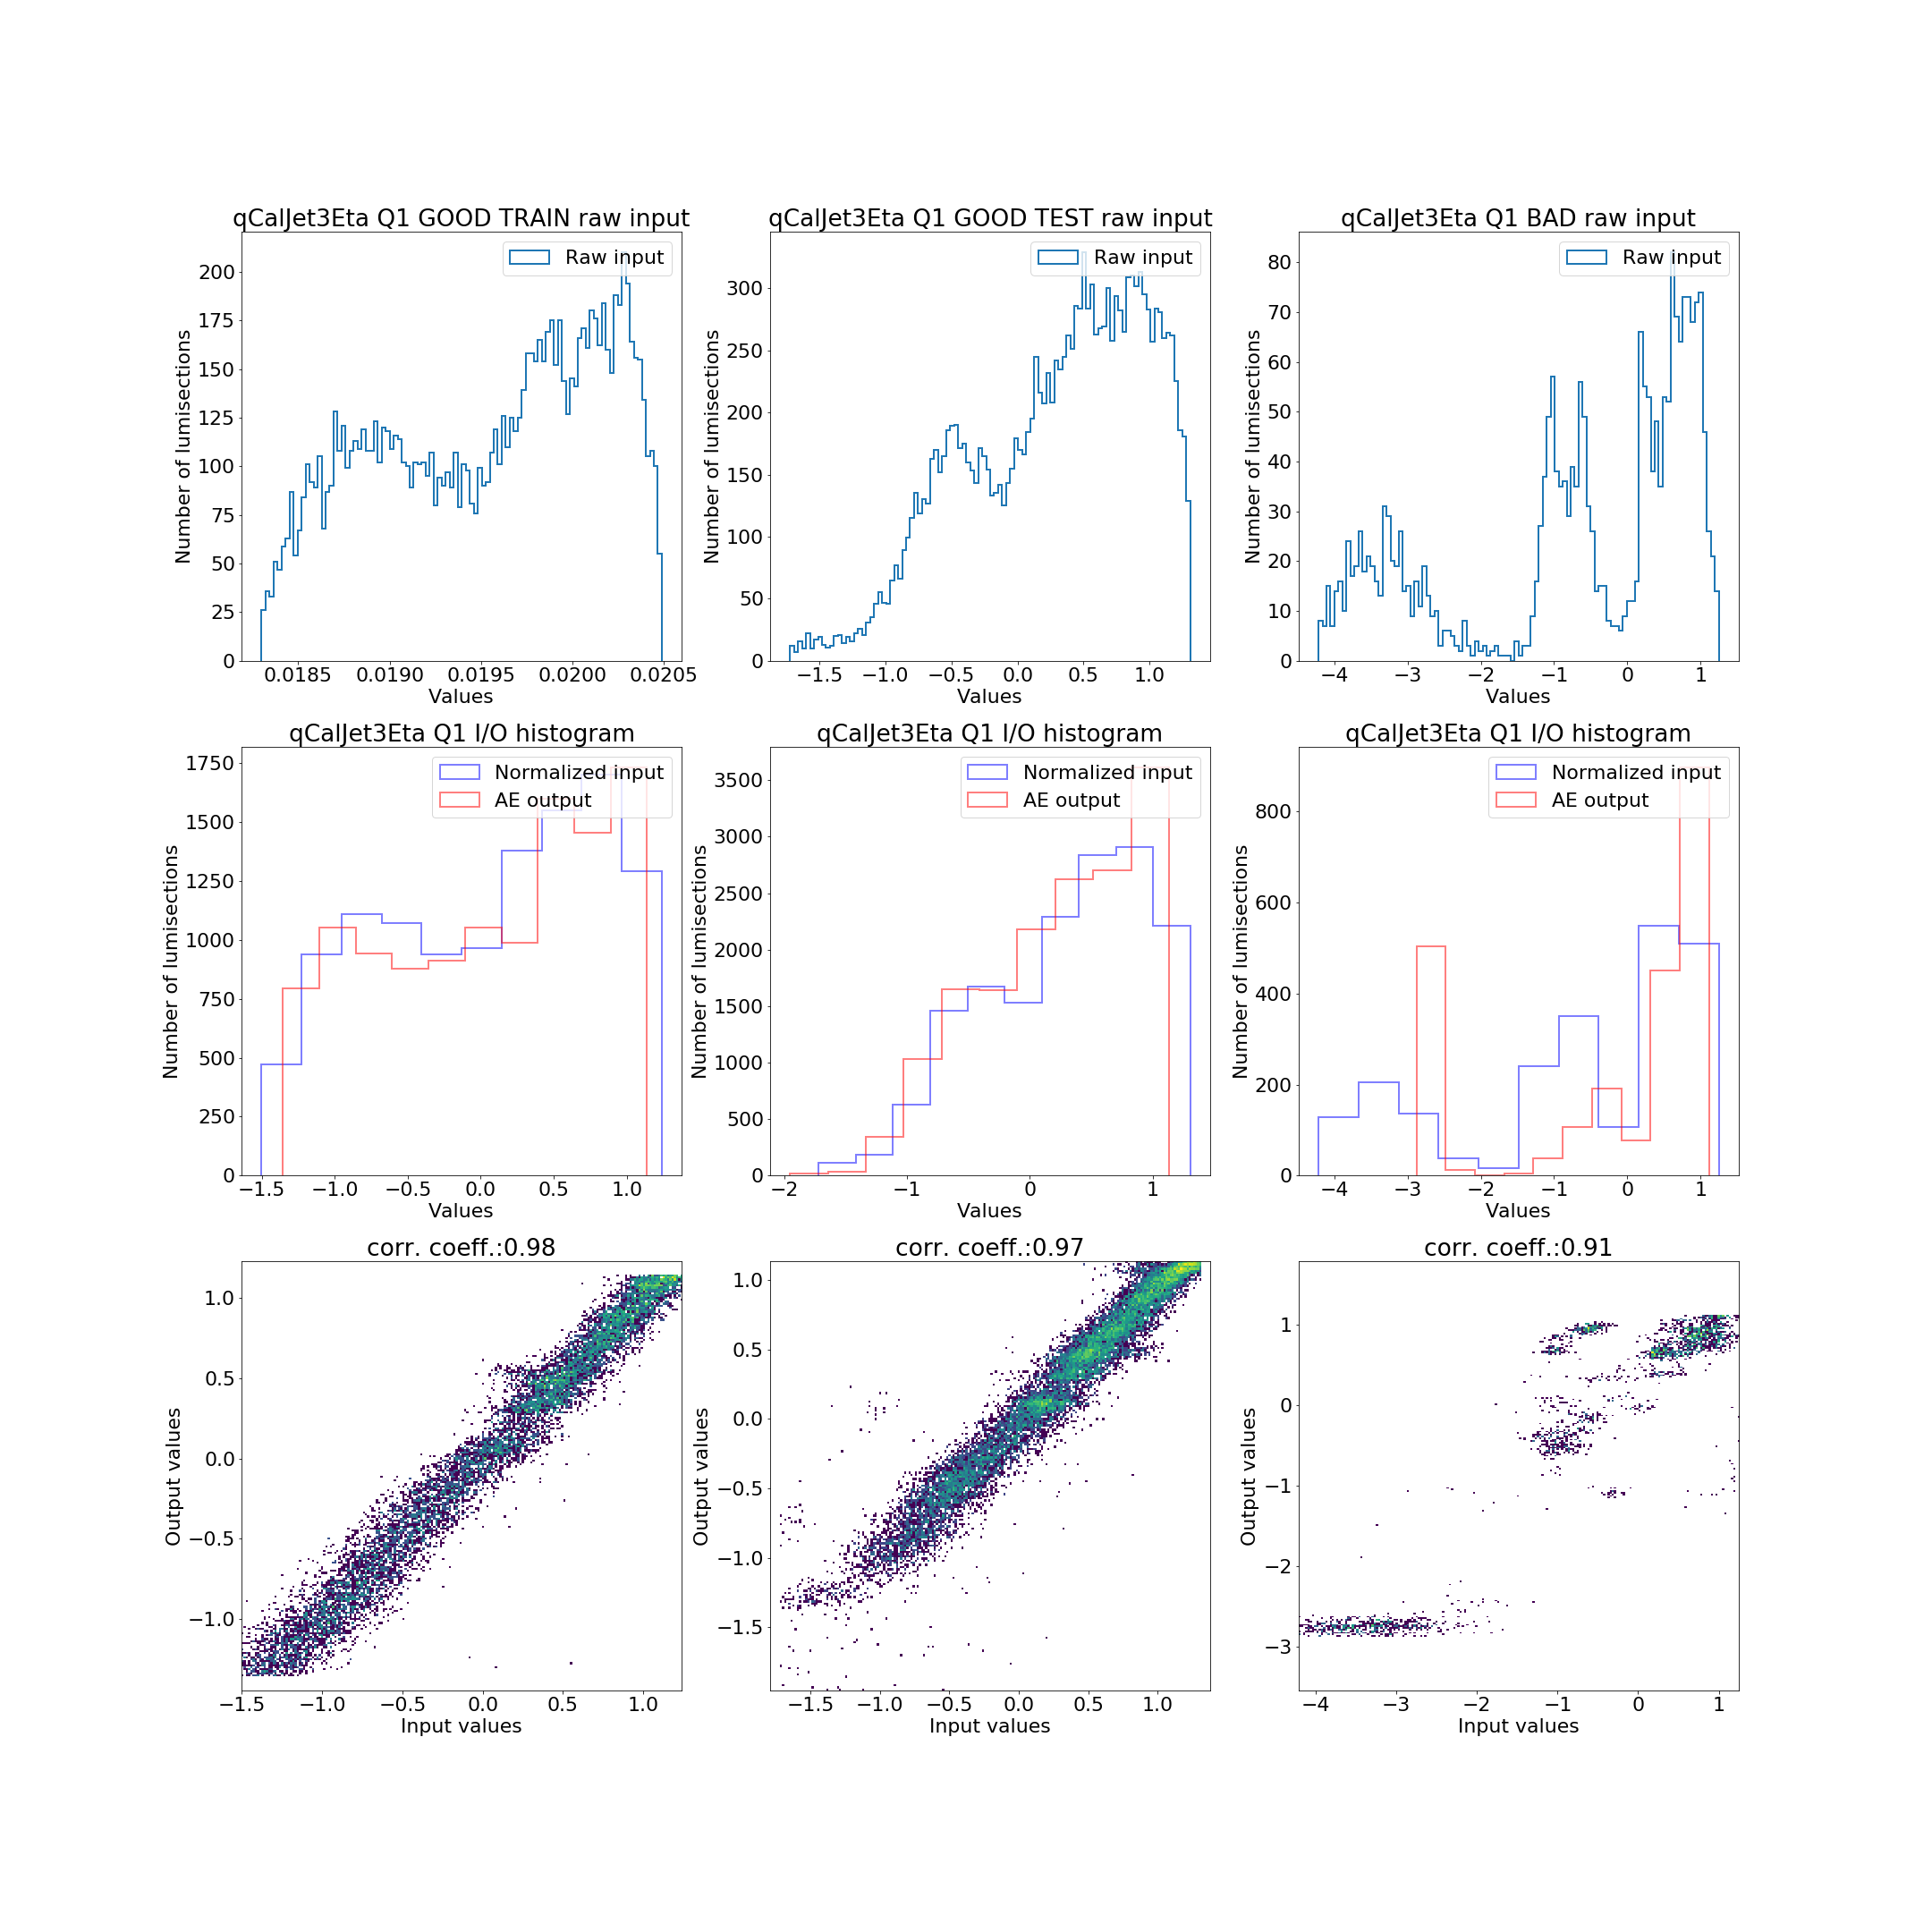 qCalJet3Eta Q1 GOOD TRAIN raw input
qCalJet3Eta Q1 GOOD TEST raw input
qCalJet3Eta Q1 BAD raw input
Raw input
Raw input
Raw input
Number of lumisections
200
175
150
125
100
75
50
25
0
0.0185 0.0190 0.0195 0.0200 0.0205
Values
Number of lumisections
300
250
200
150
100
50
0
−1.5 −1.0 −0.5 0.0 0.5 1.0
Values
Number of lumisections
80
70
60
50
40
30
20
10
0
−4 −3 −2 −1 0 1
Values
qCalJet3Eta Q1 I/O histogram
qCalJet3Eta Q1 I/O histogram
qCalJet3Eta Q1 I/O histogram
Normalized input
AE output
Number of lumisections
1750
1500
1250
1000
750
500
250
0
−1.5 −1.0 −0.5 0.0 0.5 1.0
Values
Normalized input
AE output
Number of lumisections
3500
3000
2500
2000
1500
1000
500
0
−2 −1 0 1
Values
Normalized input
AE output
Number of lumisections
800
600
400
200
0
−4 −3 −2 −1 0 1
Values
corr. coeff.:0.98
corr. coeff.:0.97
corr. coeff.:0.91
Output values
1.0
0.5
0.0
−0.5
−1.0
−1.5 −1.0 −0.5 0.0 0.5 1.0
Input values
Output values
1.0
0.5
0.0
−0.5
−1.0
−1.5
−1.5 −1.0 −0.5 0.0 0.5 1.0
Input values
Output values
1
0
−1
−2
−3
−4 −3 −2 −1 0 1
Input values